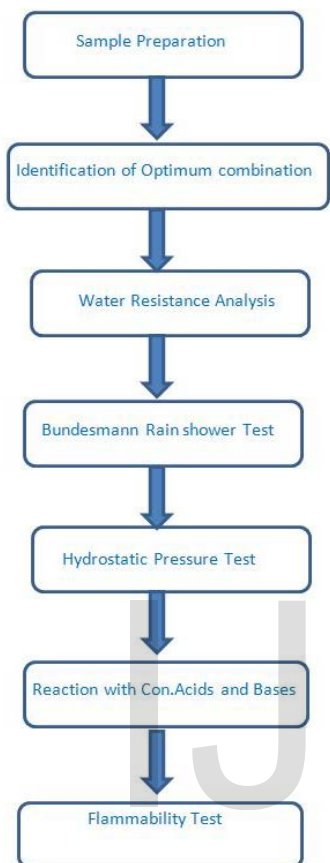 Sample Preparation
Identification of Optimum combination
Water Resistance Analysis
Bundesmann Rain shower Test
Hydrostatic Pressure Test
Reaction with Con.Acids and Bases
Flammability Test
IJ